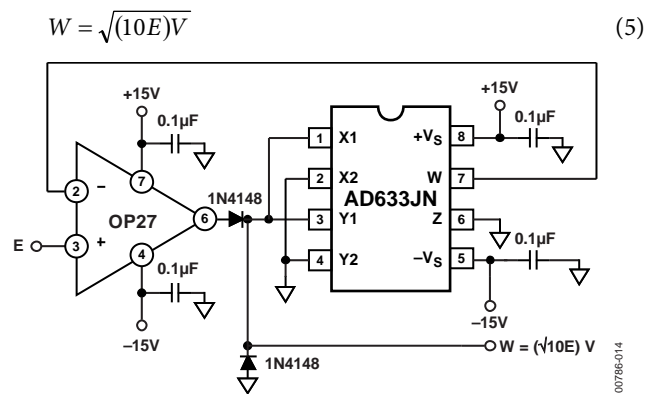 W = √(10E)V (5)
+15V
+15V
0.1µF
0.1µF
1 X1
+VS 8
7
2 X2
W 7
2 −
1N4148
AD633JN
OP27
6
3 Y1
Z 6
E
3 +
0.1µF
4
0.1µF
4 Y2
−VS 5
−15V
−15V
W = (√10E) V
1N4148
00786-014